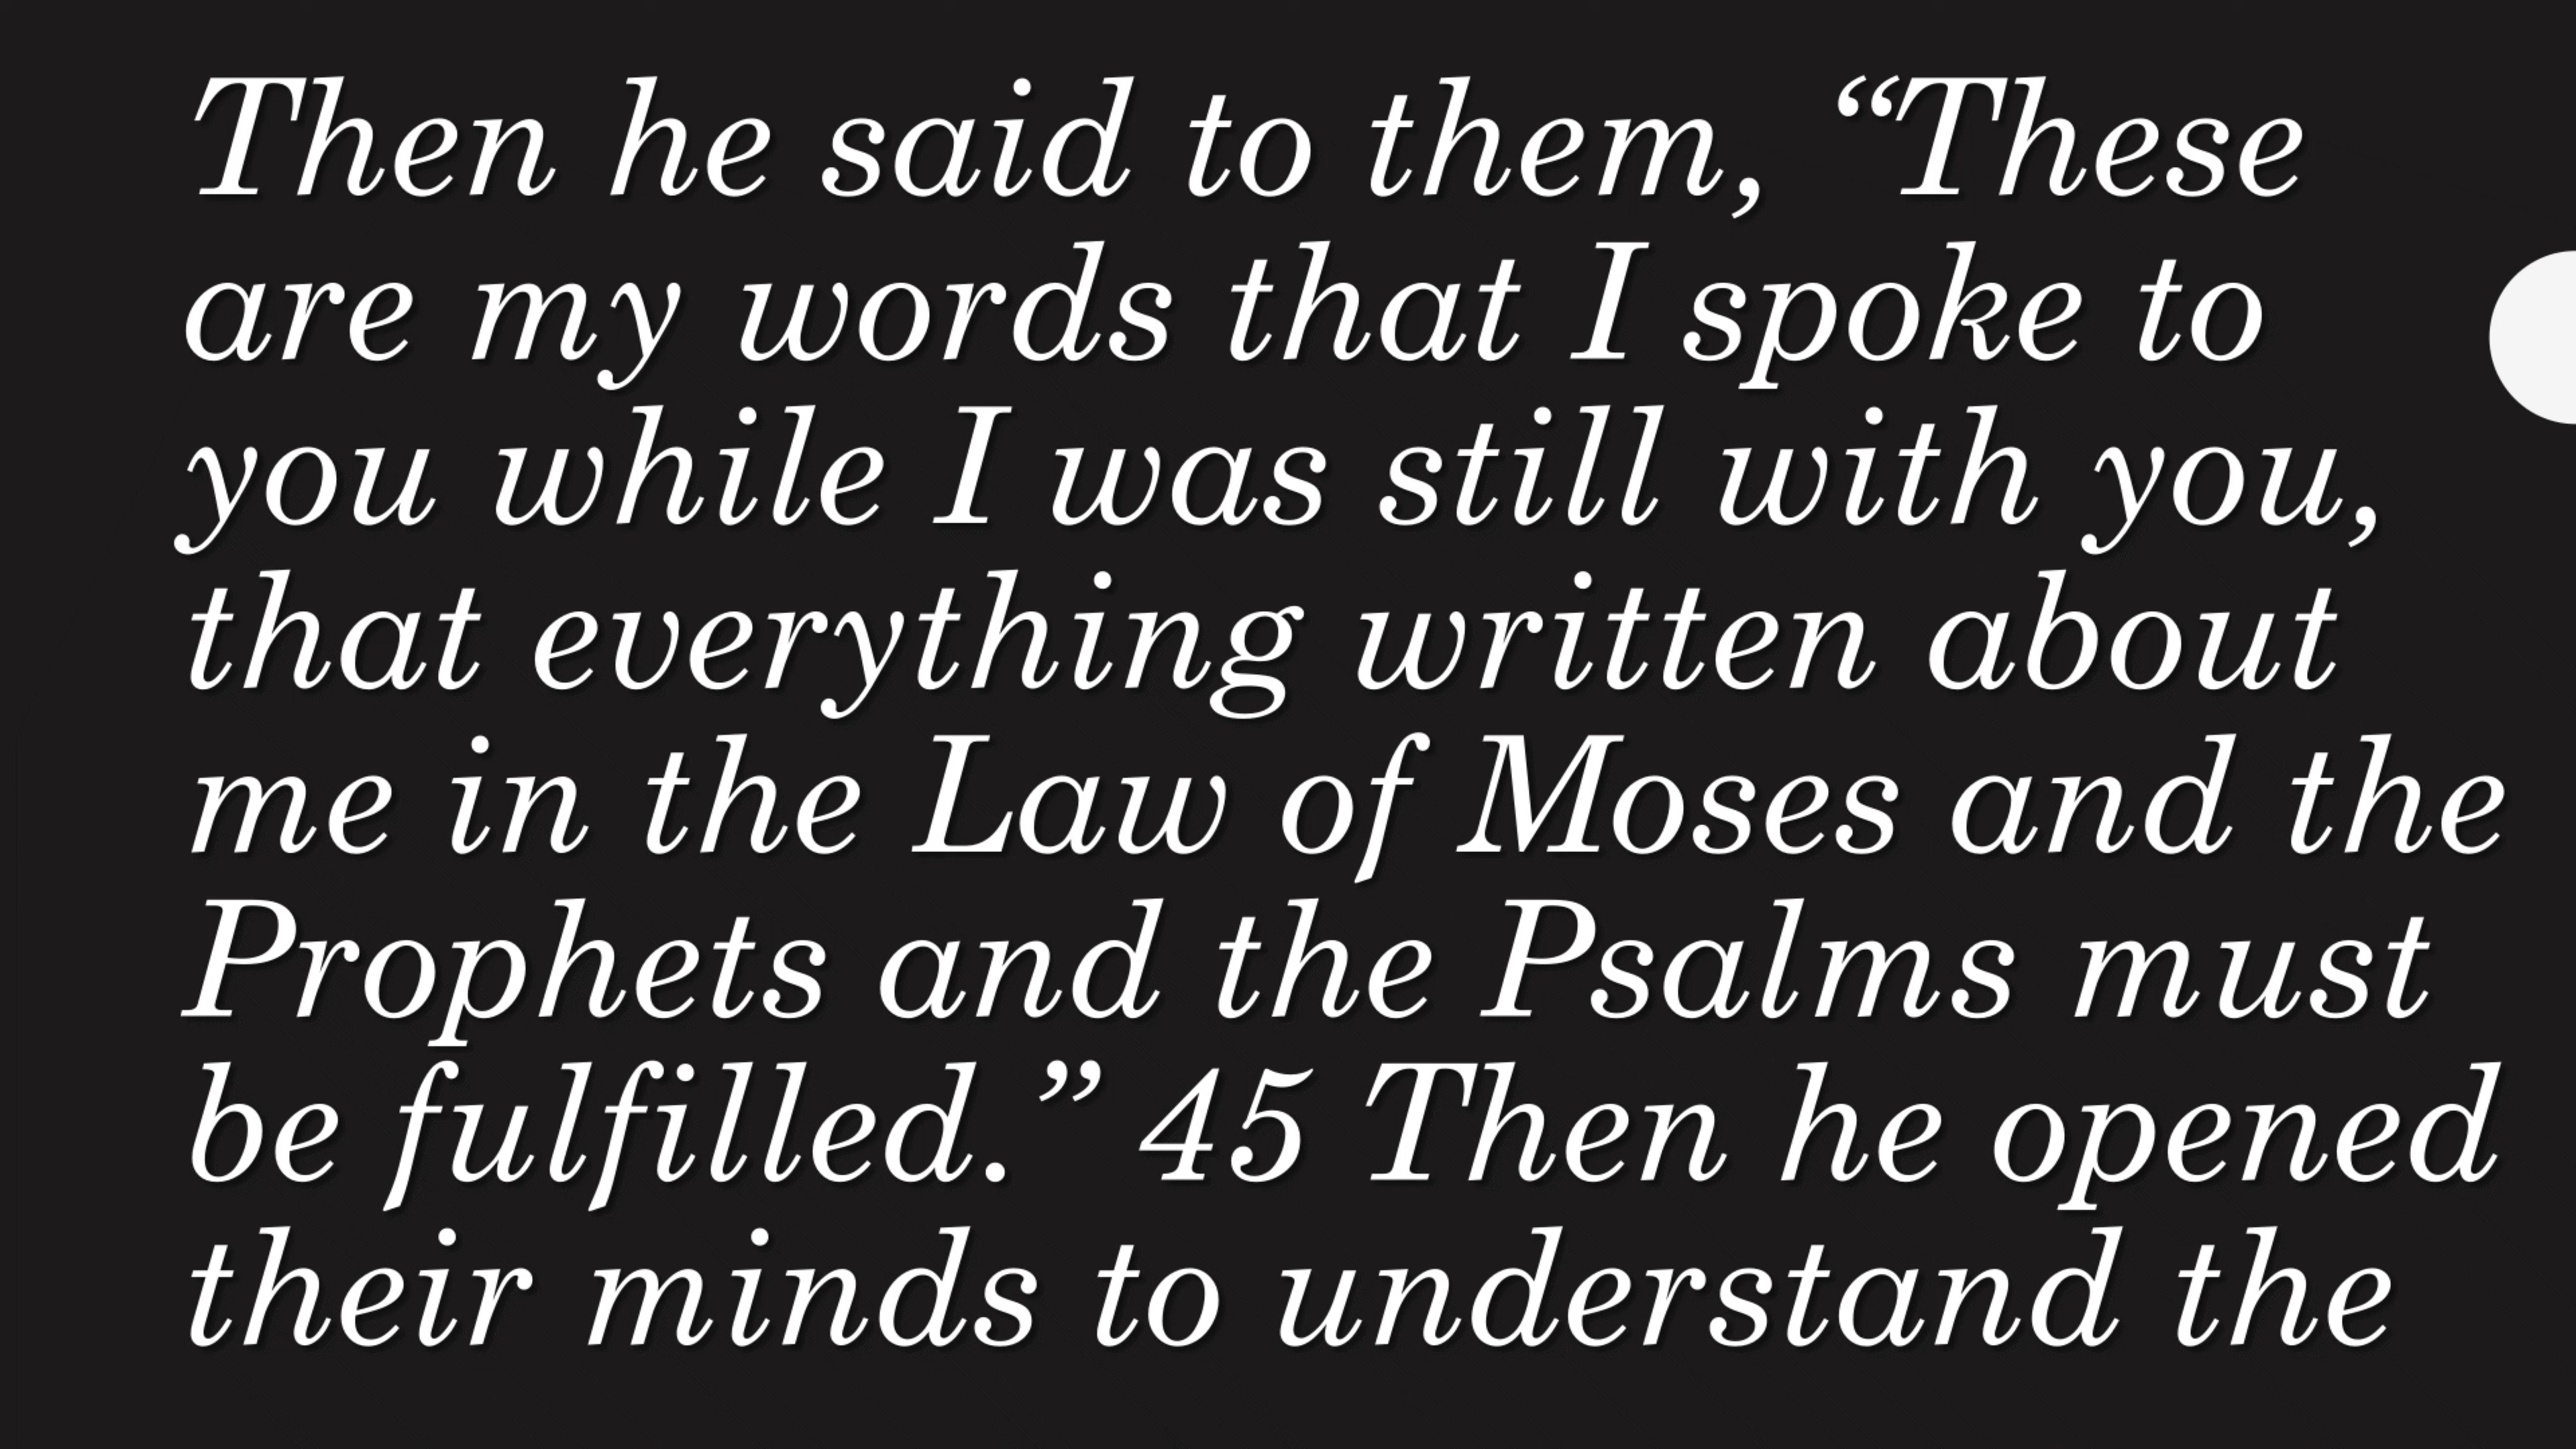 Then he said to them, “These
are my words that I spoke to
you while I was still with you,
that everything written about
me in the Law of Moses and the
Prophets and the Psalms must
be fulfilled.” 45 Then he opened
their minds to understand the